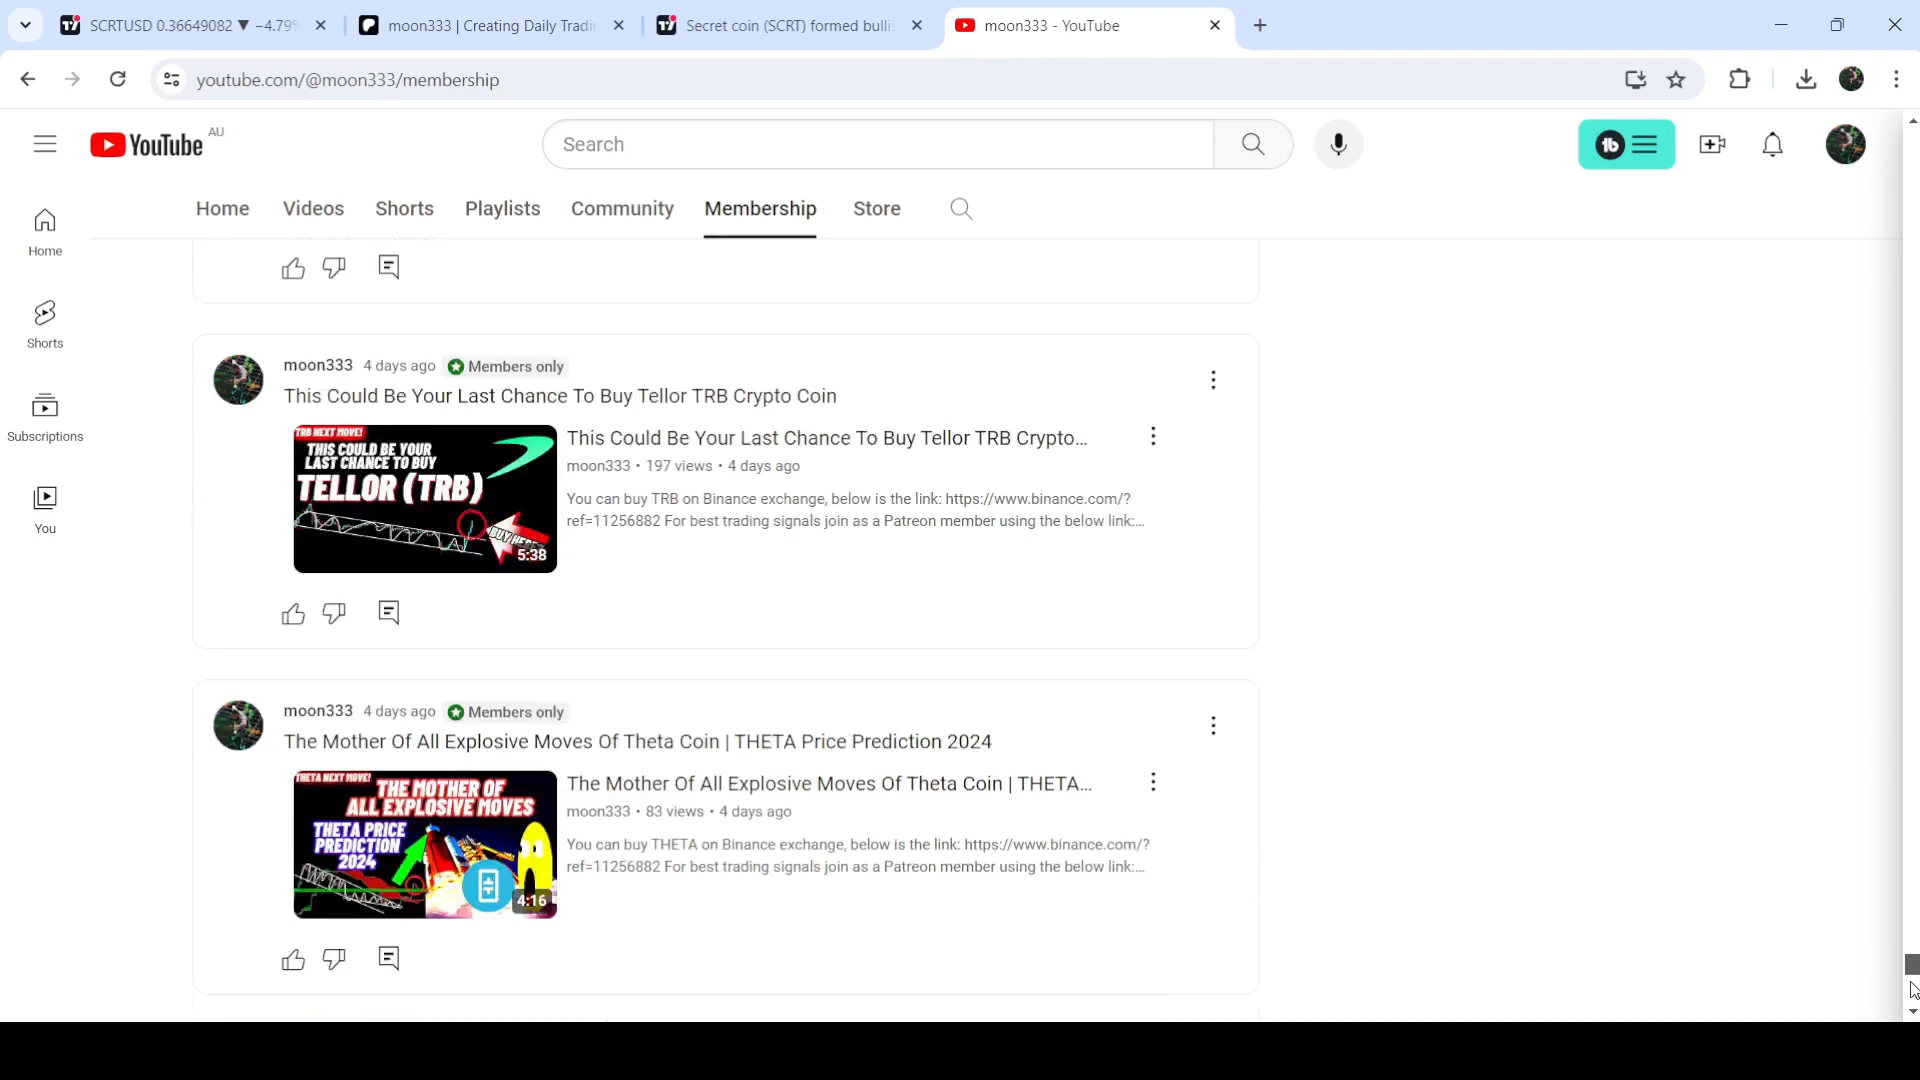 SCRTUSD 0.36649082 ▼ −4.79%
moon333 | Creating Daily Tradin
Secret coin (SCRT) formed bullis
moon333 - YouTube
youtube.com/@moon333/membership
YouTube AU
Search
Home
Videos
Shorts
Playlists
Community
Membership
Store
Home
Shorts
Subscriptions
You
moon333 4 days ago Members only
This Could Be Your Last Chance To Buy Tellor TRB Crypto Coin
TRB NEXT MOVE!
THIS COULD BE YOUR
LAST CHANCE TO BUY
TELLOR (TRB)
BUY HERE
5:38
This Could Be Your Last Chance To Buy Tellor TRB Crypto...
moon333 • 197 views • 4 days ago
You can buy TRB on Binance exchange, below is the link: https://www.binance.com/?
ref=11256882 For best trading signals join as a Patreon member using the below link:...
moon333 4 days ago Members only
The Mother Of All Explosive Moves Of Theta Coin | THETA Price Prediction 2024
THETA NEXT MOVE!
THE MOTHER OF
ALL EXPLOSIVE MOVES
THETA PRICE
PREDICTION
2024
4:16
The Mother Of All Explosive Moves Of Theta Coin | THETA...
moon333 • 83 views • 4 days ago
You can buy THETA on Binance exchange, below is the link: https://www.binance.com/?
ref=11256882 For best trading signals join as a Patreon member using the below link:...